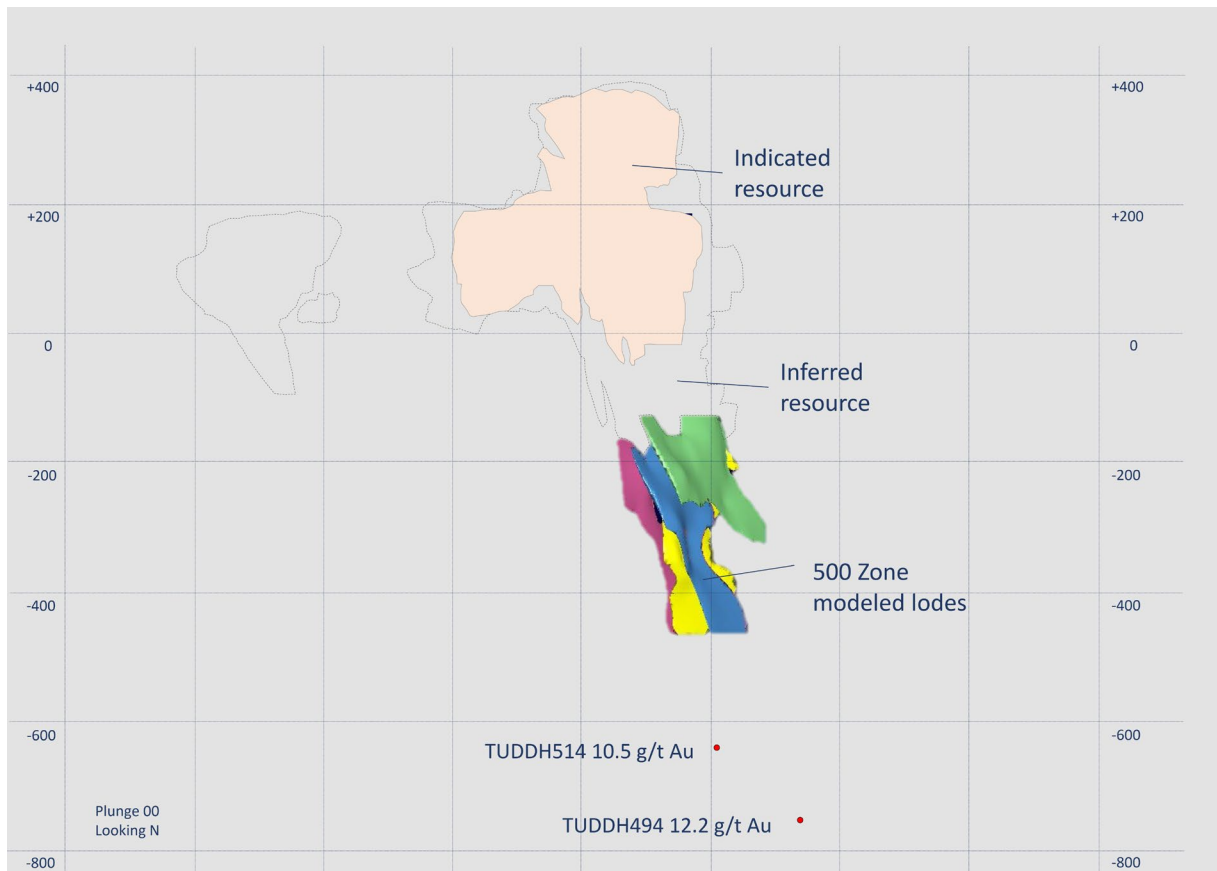 +400
+400
Indicated
resource
+200
+200
0
0
Inferred
resource
-200
-200
500 Zone
modeled lodes
-400
-400
-600
-600
TUDDH514 10.5 g/t Au
Plunge 00
Looking N
TUDDH494 12.2 g/t Au
-800
-800